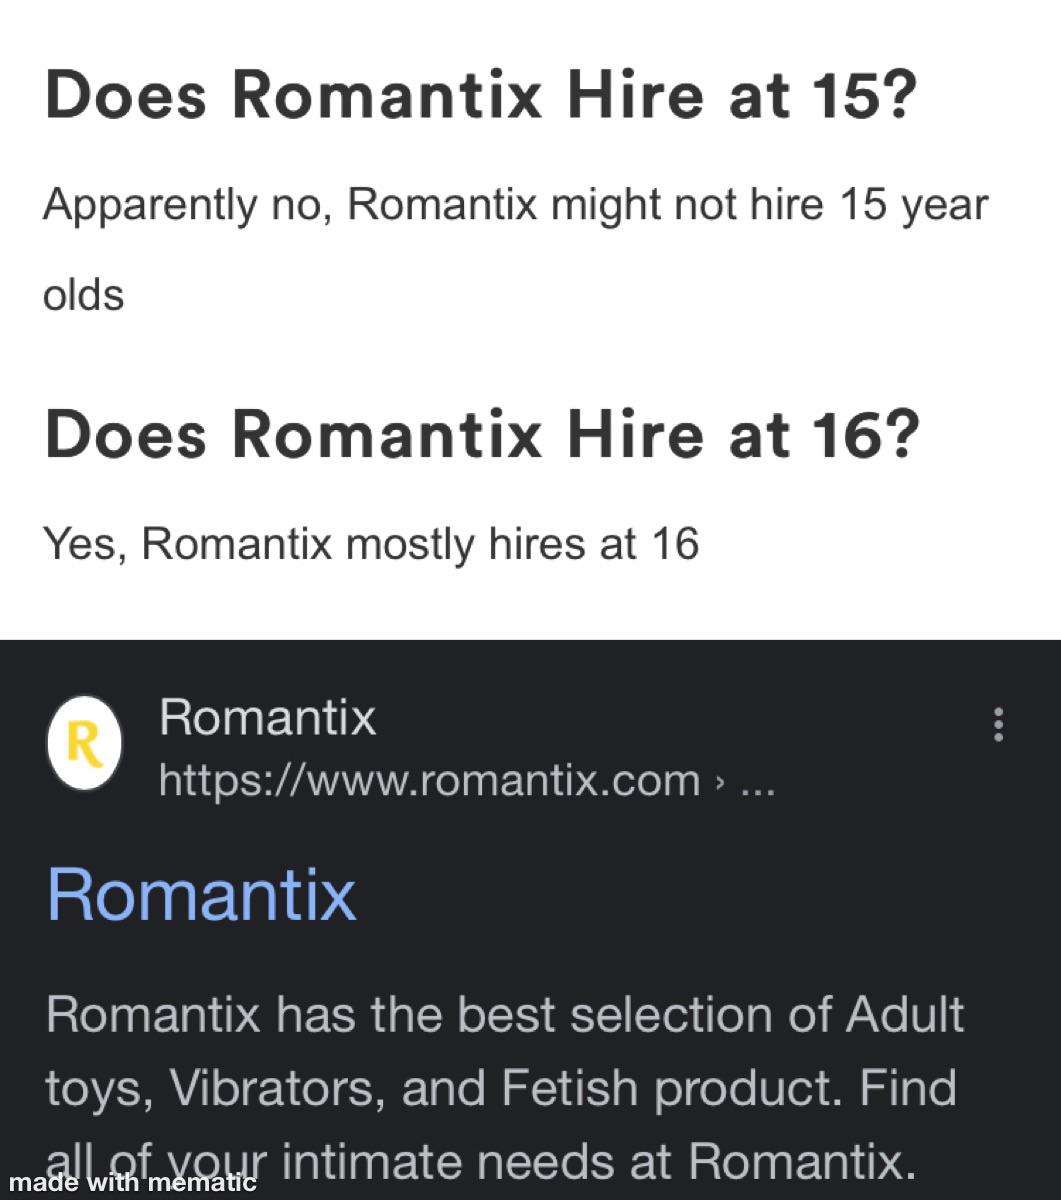 Does Romantix Hire at 15?
Apparently no, Romantix might not hire 15 year
olds
Does Romantix Hire at 16?
Yes, Romantix mostly hires at 16
R
Romantix
https://www.romantix.com › ...
Romantix
Romantix has the best selection of Adult
toys, Vibrators, and Fetish product. Find
all of your intimate needs at Romantix.
made with mematic